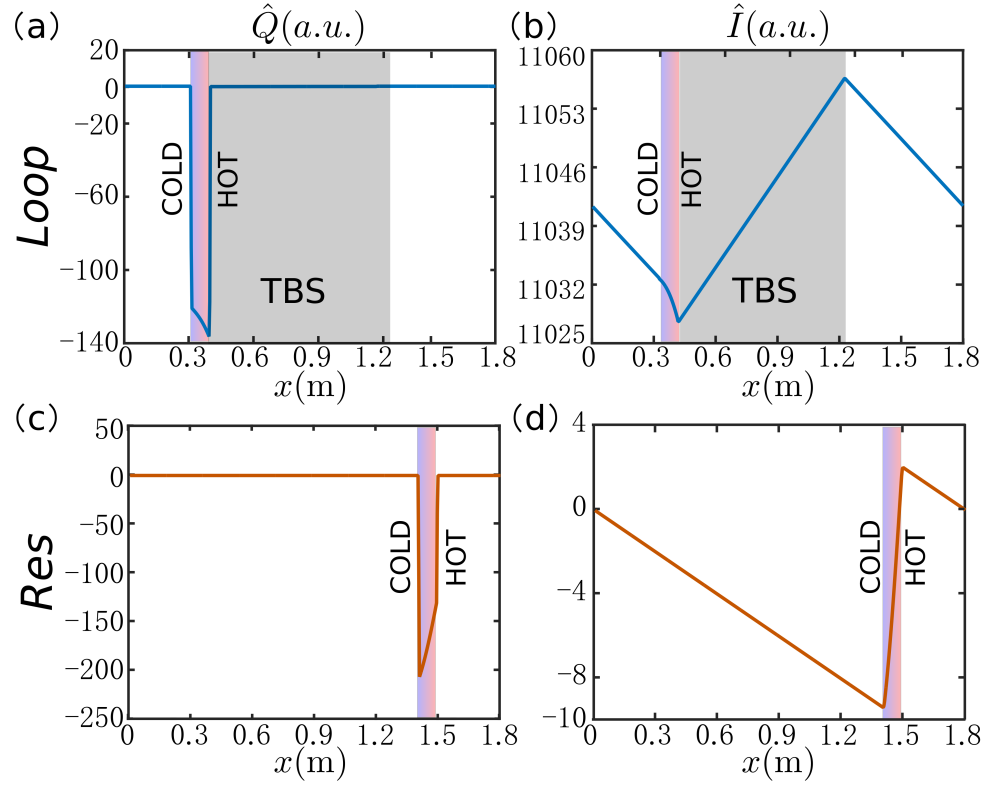 (a) Q̂(a.u.) (b) Î(a.u.)
Loop
20
0
−20
−60
−100
−140
COLD
HOT
TBS
0 0.3 0.6 0.9 1.2 1.5 1.8
x(m)
11060
11053
11046
11039
11032
11025
COLD
HOT
TBS
0 0.3 0.6 0.9 1.2 1.5 1.8
x(m)
(c) (d)
Res
50
0
−50
−100
−150
−200
−250
COLD
HOT
0 0.3 0.6 0.9 1.2 1.5 1.8
x(m)
4
0
−4
−8
−10
COLD
HOT
0 0.3 0.6 0.9 1.2 1.5 1.8
x(m)